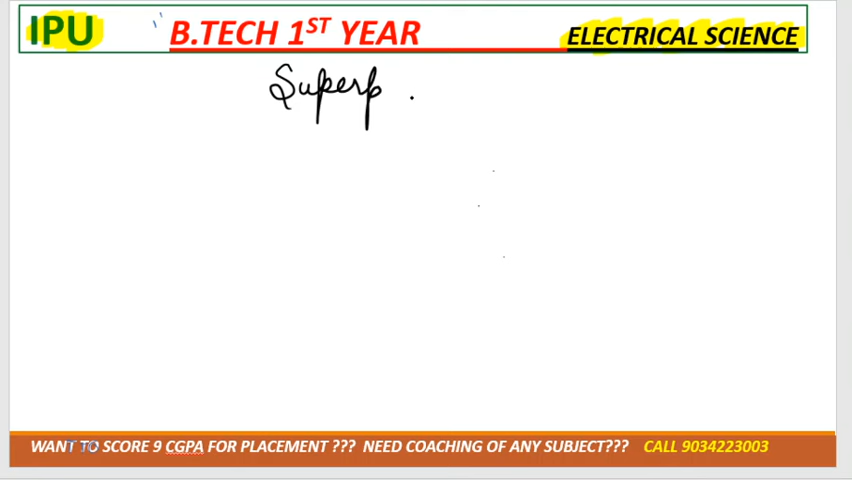 IPU B.TECH 1ST YEAR ELECTRICAL SCIENCE
Superp
WANT TO SCORE 9 CGPA FOR PLACEMENT ??? NEED COACHING OF ANY SUBJECT??? CALL 9034223003